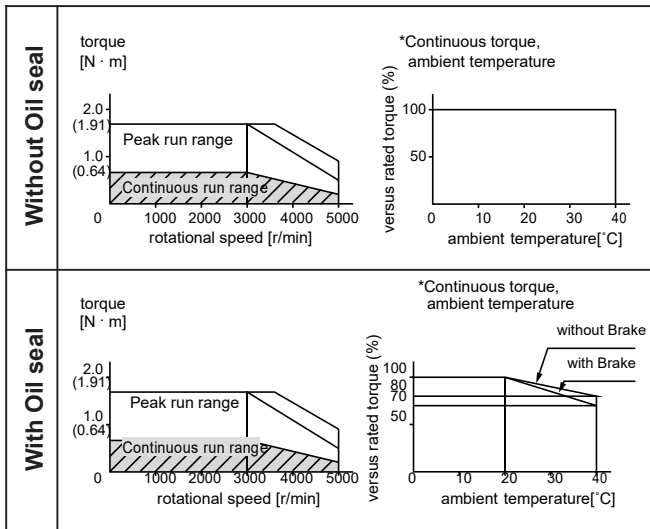 Without Oil seal
torque
[N · m]
2.0
(1.91)
1.0
(0.64)
0
Peak run range
Continuous run range
1000 2000 3000 4000 5000
rotational speed [r/min]
*Continuous torque,
ambient temperature
versus rated torque (%)
100
50
0 10 20 30 40
ambient temperature[˚C]
With Oil seal
torque
[N · m]
2.0
(1.91)
1.0
(0.64)
0
Peak run range
Continuous run range
1000 2000 3000 4000 5000
rotational speed [r/min]
*Continuous torque,
ambient temperature
without Brake
with Brake
versus rated torque (%)
100
80
70
50
0 10 20 30 40
ambient temperature[˚C]